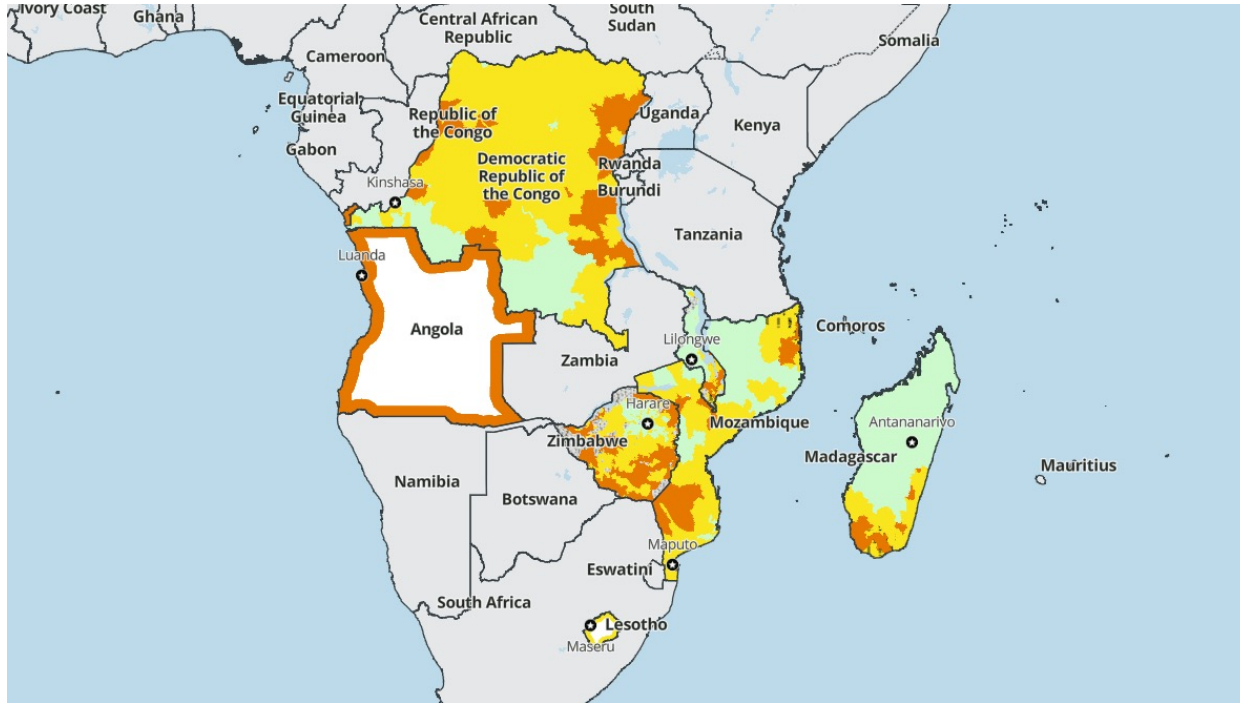 Ivory Coast
Ghana
Central African
Republic
South
Sudan
Somalia
Cameroon
Equatorial
Guinea
Gabon
Republic of
the Congo
Uganda
Kenya
Democratic
Republic of
the Congo
Rwanda
Burundi
Kinshasa
Tanzania
Luanda
Angola
Comoros
Zambia
Lilongwe
Harare
Mozambique
Antananarivo
Zimbabwe
Madagascar
Mauritius
Namibia
Botswana
Maputo
Eswatini
South Africa
Lesotho
Maseru